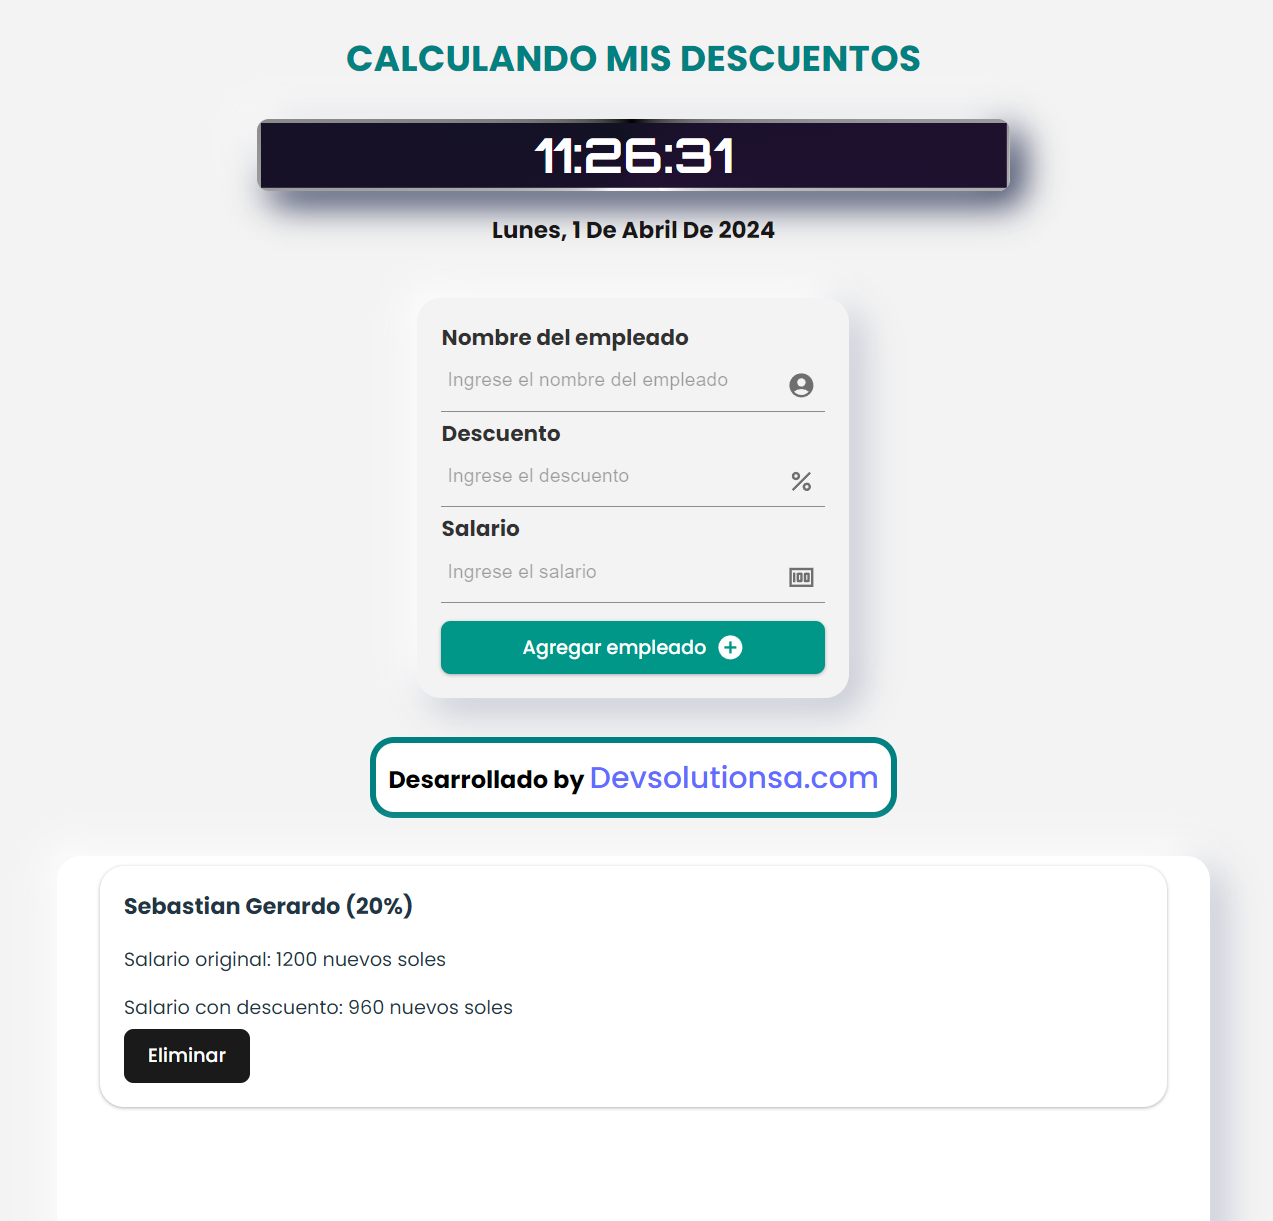 CALCULANDO MIS DESCUENTOS
11:26:31
Lunes, 1 De Abril De 2024
Nombre del empleado
Ingrese el nombre del empleado
Descuento
Ingrese el descuento
Salario
Ingrese el salario
100
Agregar empleado
Desarrollado by Devsolutionsa.com
Sebastian Gerardo (20%)
Salario original: 1200 nuevos soles
Salario con descuento: 960 nuevos soles
Eliminar